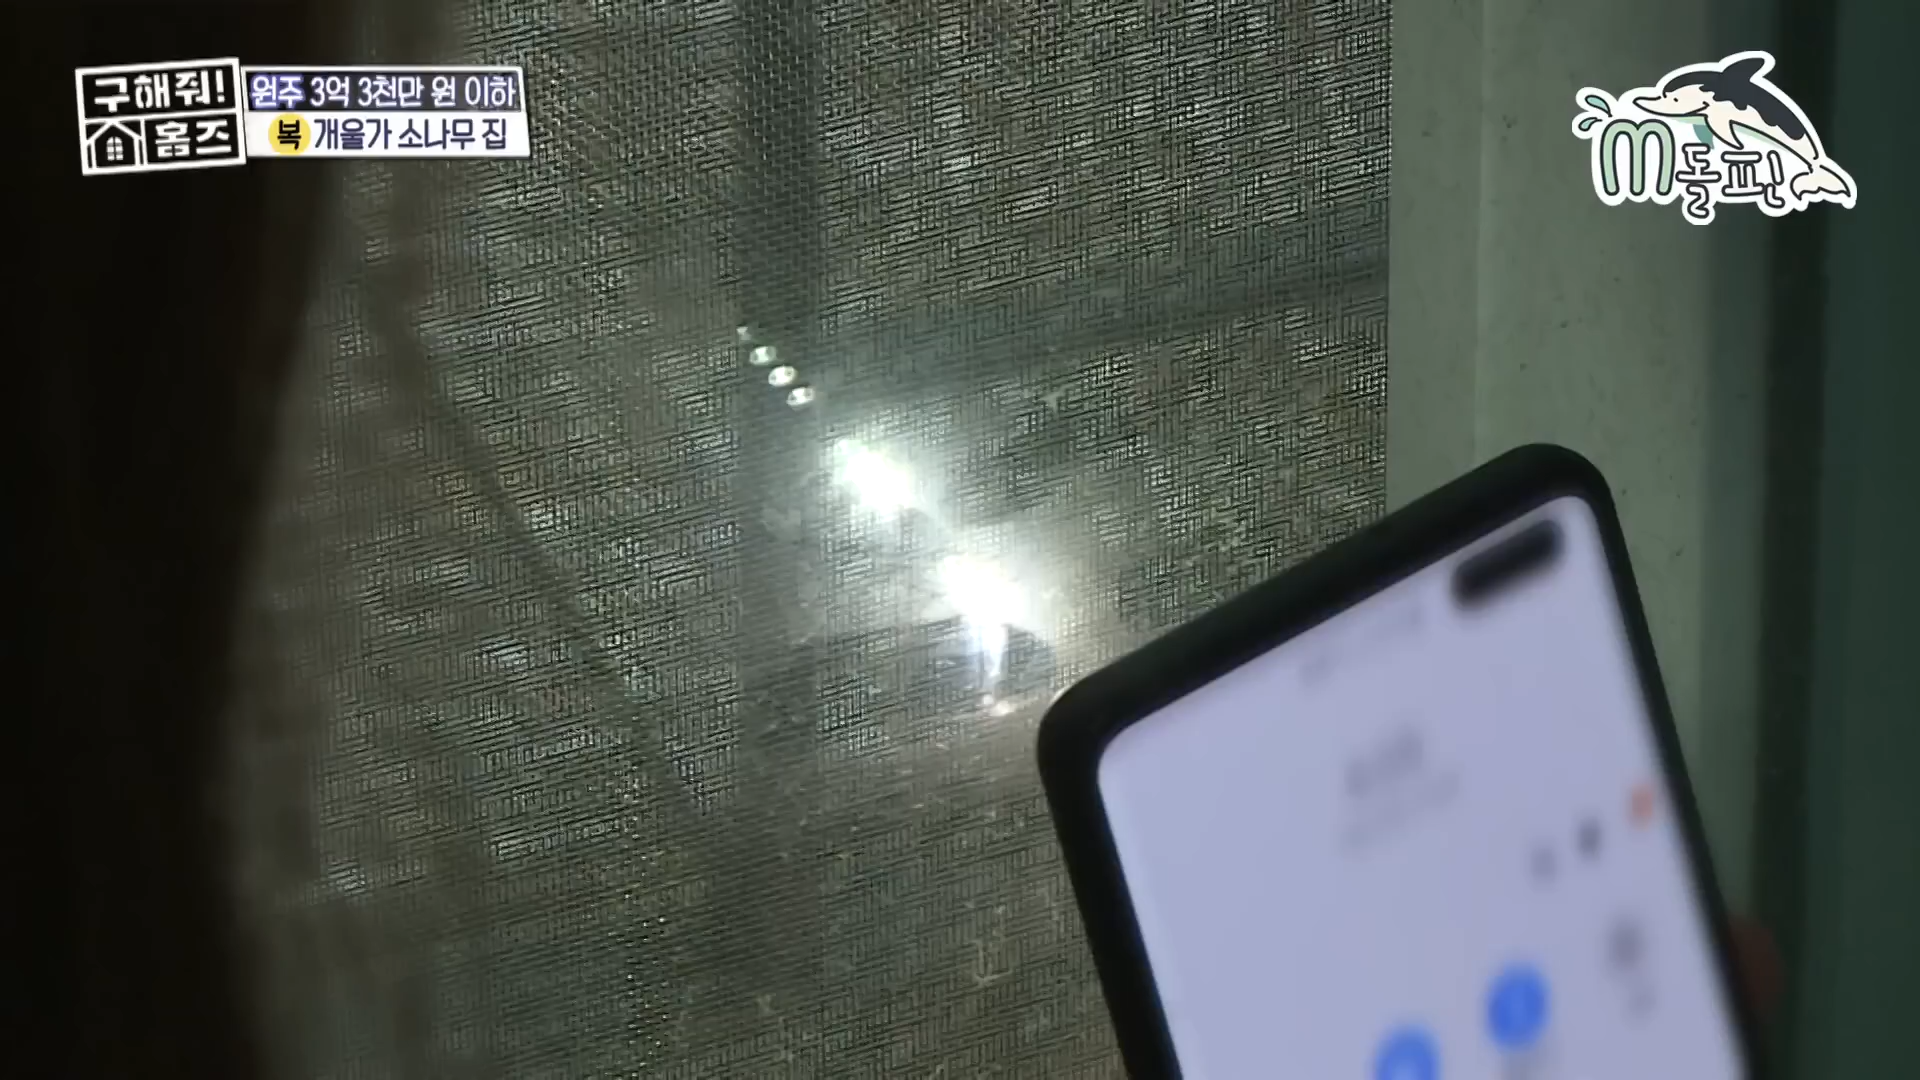 구해줘!
홈즈
원주 3억 3천만 원 이하
복 개울가 소나무 집
m돌핀